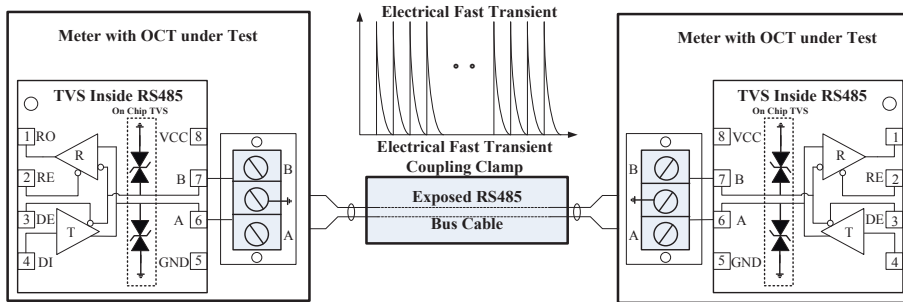 Meter with OCT under Test
TVS Inside RS485
On Chip TVS
1 RO
VCC 8
R
2
RE
B 7
3 DE
A 6
T
4
DI
GND 5
B
A
Electrical Fast Transient
Electrical Fast Transient
Coupling Clamp
Exposed RS485
Bus Cable
Meter with OCT under Test
TVS Inside RS485
On Chip TVS
B
A
8 VCC
1
R
7 B
2
RE
6 A
DE 3
T
5 GND
4